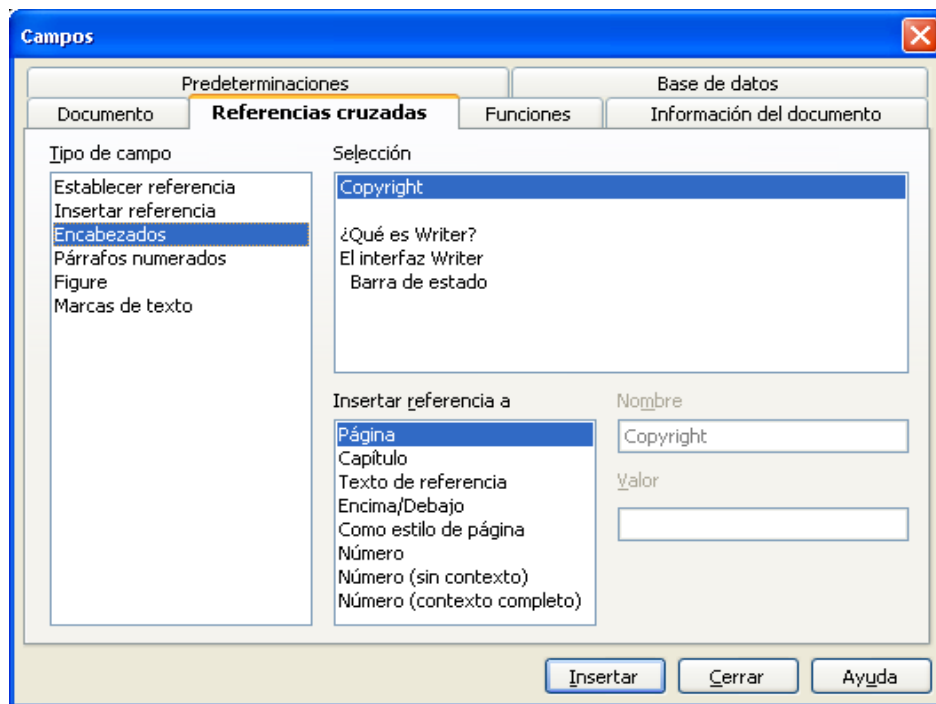 Campos
Predeterminaciones
Base de datos
Documento
Referencias cruzadas
Funciones
Información del documento
Tipo de campo
Establecer referencia
Insertar referencia
Encabezados
Párrafos numerados
Figure
Marcas de texto
Selección
Copyright
¿Qué es Writer?
El interfaz Writer
Barra de estado
Insertar referencia a
Página
Capítulo
Texto de referencia
Encima/Debajo
Como estilo de página
Número
Número (sin contexto)
Número (contexto completo)
Nombre
Copyright
Valor
Insertar
Cerrar
Ayuda